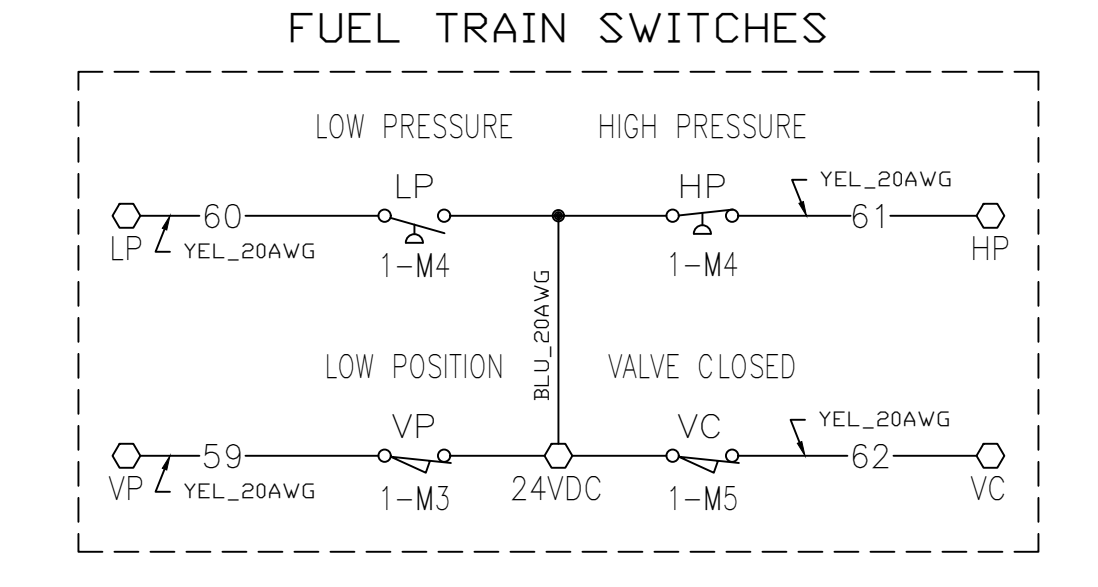 FUEL TRAIN SWITCHES
LOW PRESSURE
HIGH PRESSURE
LP
HP
YEL_20AWG
60
61
LP
YEL_20AWG
1-M4
1-M4
HP
BLU_20AWG
LOW POSITION
VALVE CLOSED
VP
VC
YEL_20AWG
59
62
VP
YEL_20AWG
1-M3
24VDC
1-M5
VC